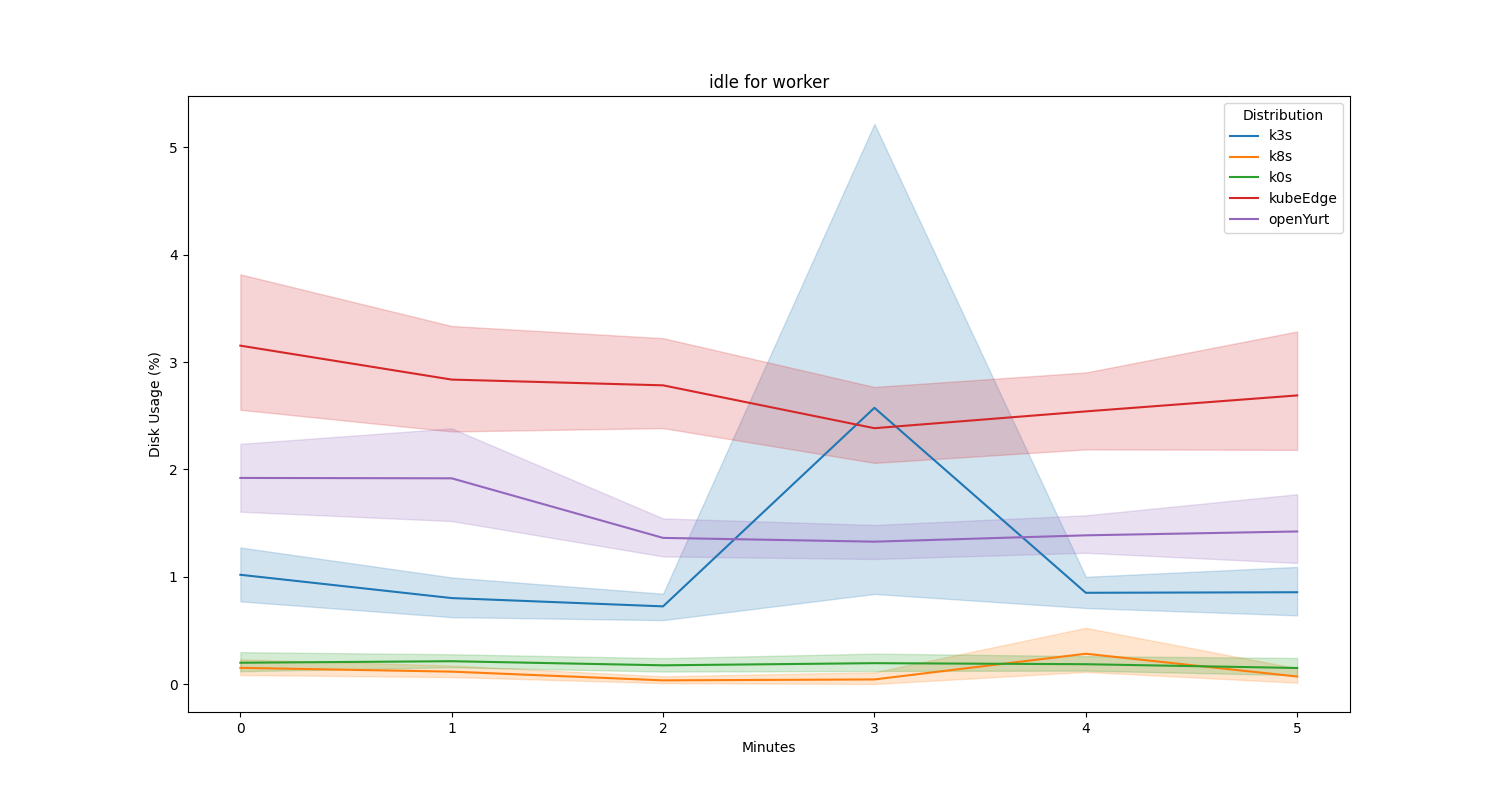 idle for worker
Distribution
k3s
k8s
k0s
kubeEdge
openYurt
Disk Usage (%)
5
4
3
2
1
0
0 1 2 3 4 5
Minutes